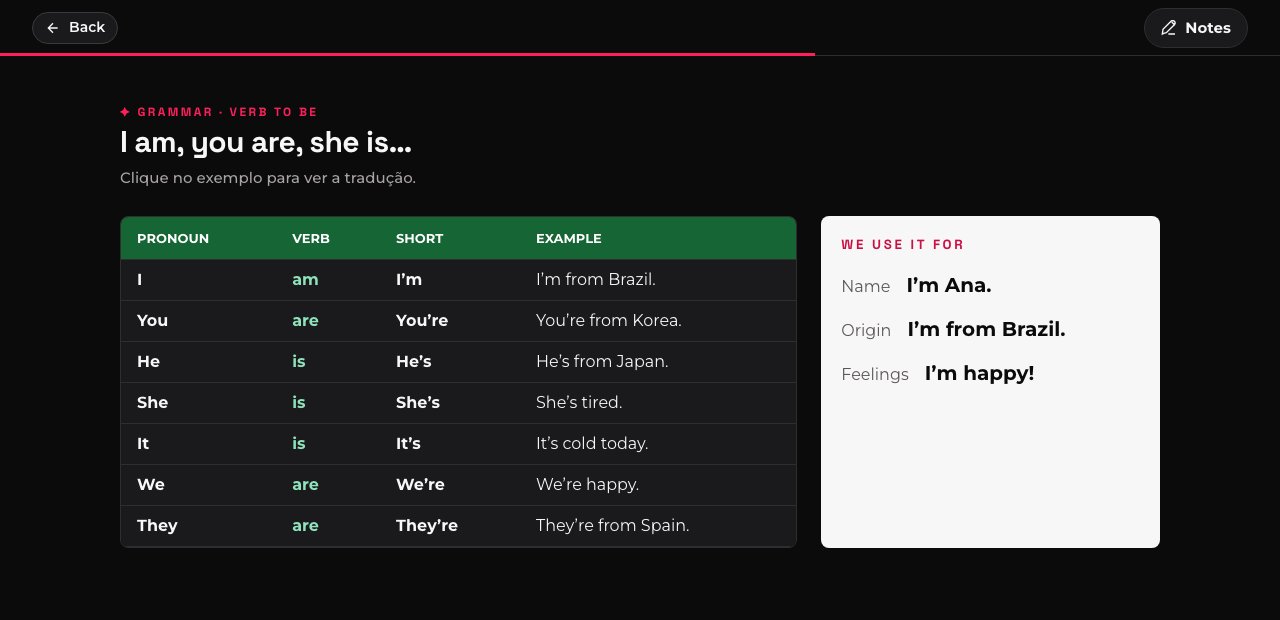 Back
Notes
GRAMMAR · VERB TO BE
I am, you are, she is...
Clique no exemplo para ver a tradução.
PRONOUN VERB SHORT EXAMPLE
I am I’m I’m from Brazil.
You are You’re You’re from Korea.
He is He’s He’s from Japan.
She is She’s She’s tired.
It is It’s It’s cold today.
We are We’re We’re happy.
They are They’re They’re from Spain.
WE USE IT FOR
Name I’m Ana.
Origin I’m from Brazil.
Feelings I’m happy!